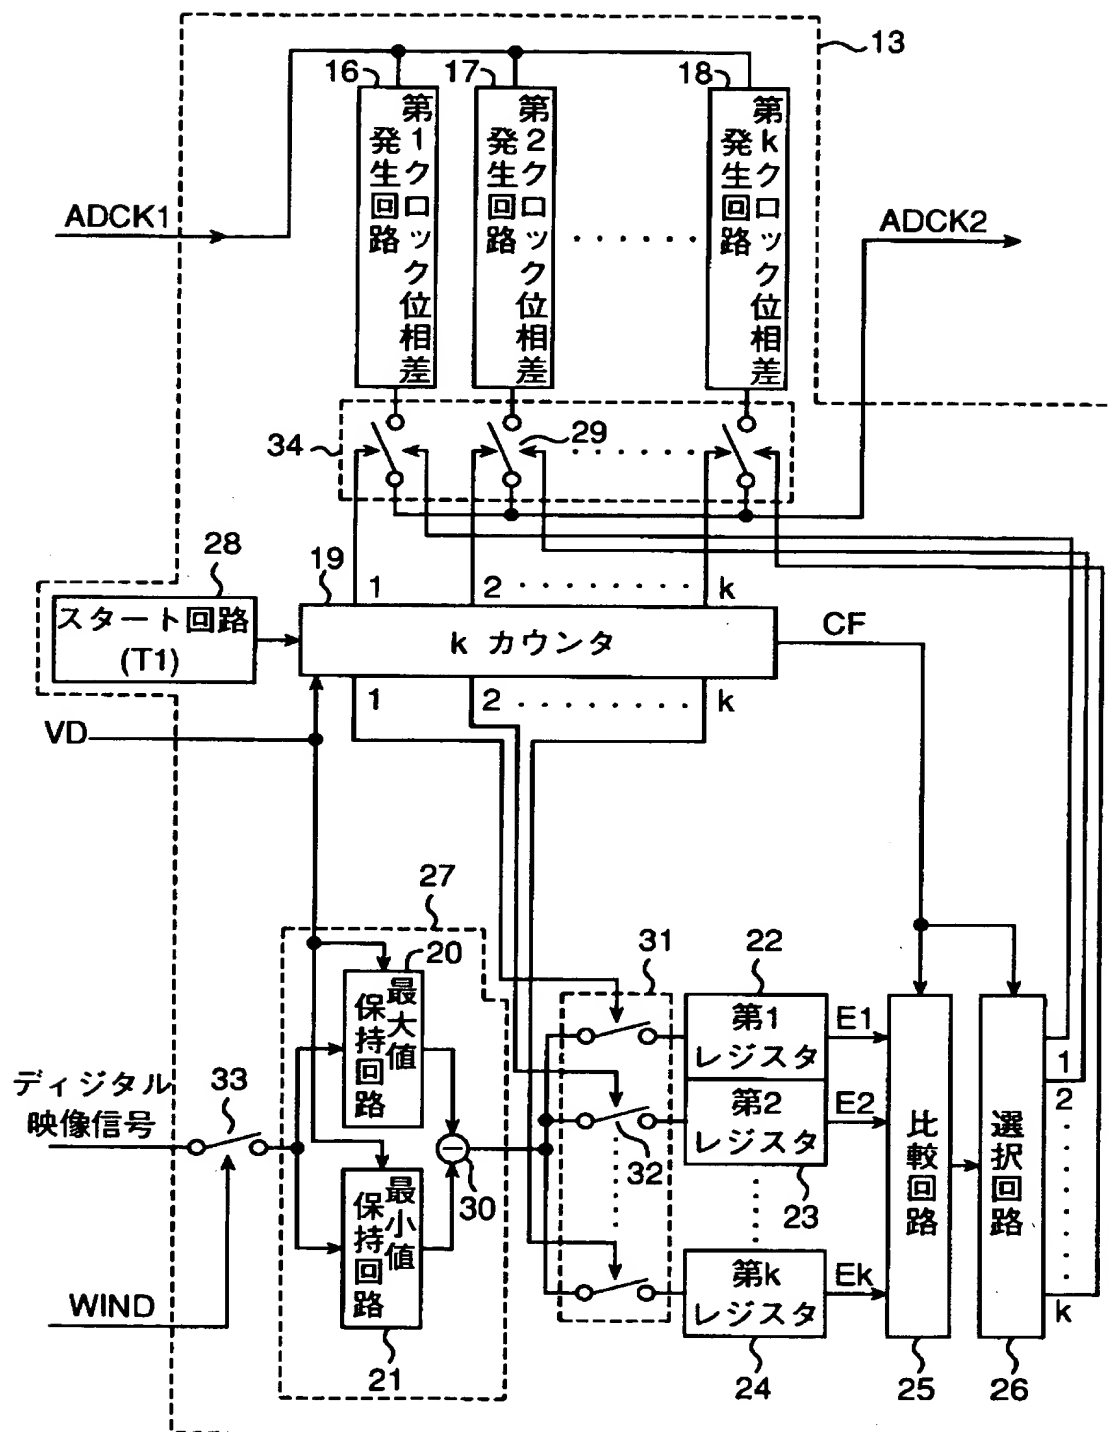 13
16
17
18
第1クロック位相差
発生回路
第2クロック位相差
発生回路
第kクロック位相差
発生回路
ADCK1
ADCK2
34
29
28
19
1
2
k
スタート回路
(T1)
k カウンタ
CF
1
2
k
VD
27
20
最大値
保持回路
31
22
第1
レジスタ
E1
ディジタル
映像信号
33
第2
レジスタ
E2
32
23
30
最小値
保持回路
21
WIND
第k
レジスタ
Ek
24
比較回路
25
選択回路
26
1
2
k